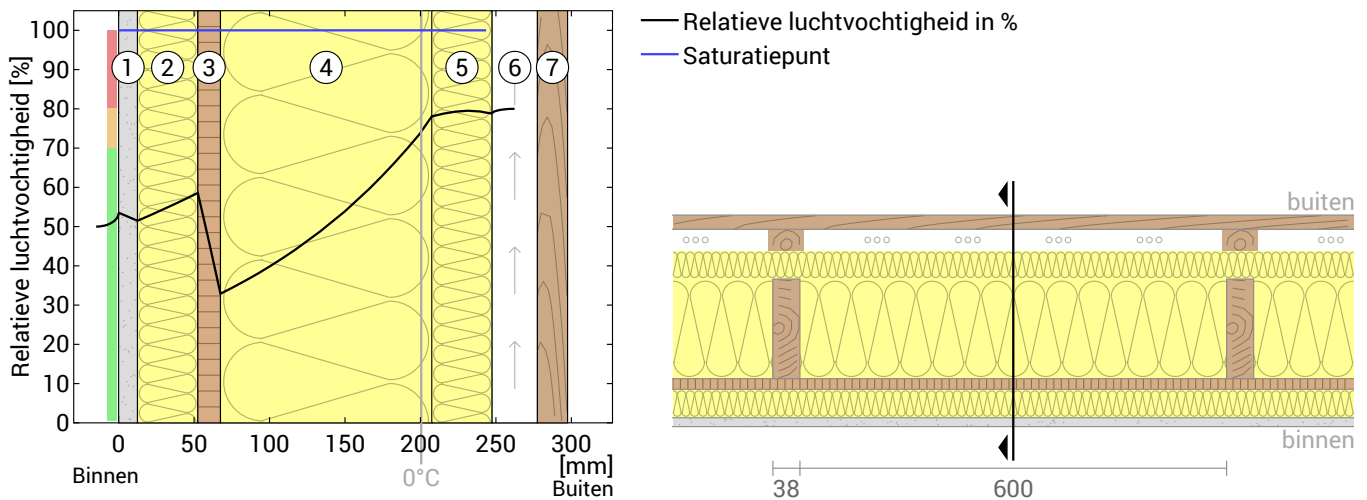 Relatieve luchtvochtigheid [%]
100
90
80
70
60
50
40
30
20
10
0
1 2 3 4 5 6 7
0 50 100 150 200 250 300
[mm]
Binnen
0°C
Buiten
Relatieve luchtvochtigheid in %
Saturatiepunt
buiten
binnen
38 600